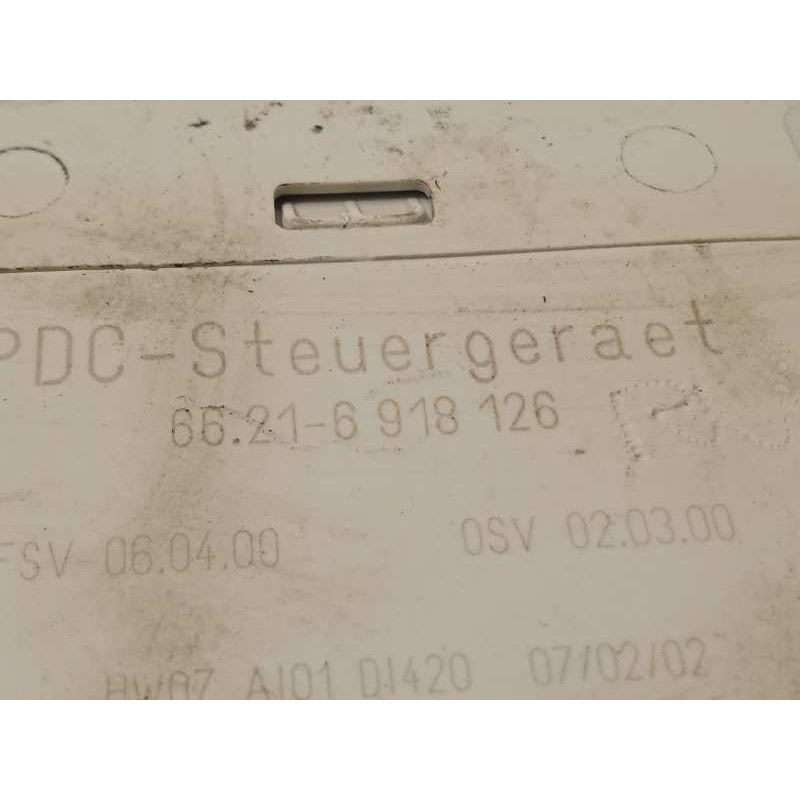 PDC-Steuergeraet
66.21-6 918 126
FSV 06.04.00 OSV 02.03.00
HW07 AI01 DI420 07/02/02